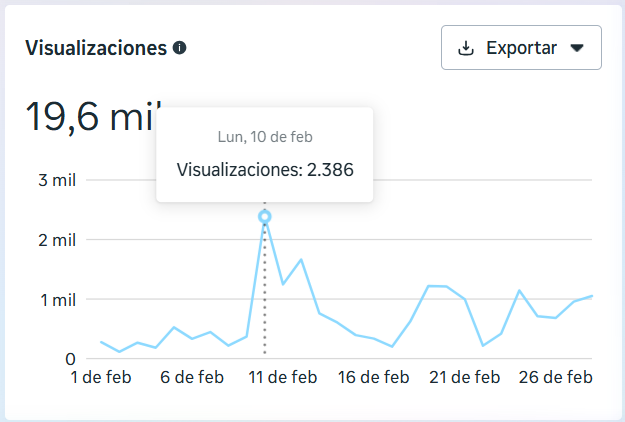 Visualizaciones
Exportar
19,6 mil
Lun, 10 de feb
Visualizaciones: 2.386
3 mil
2 mil
1 mil
0
1 de feb 6 de feb 11 de feb 16 de feb 21 de feb 26 de feb